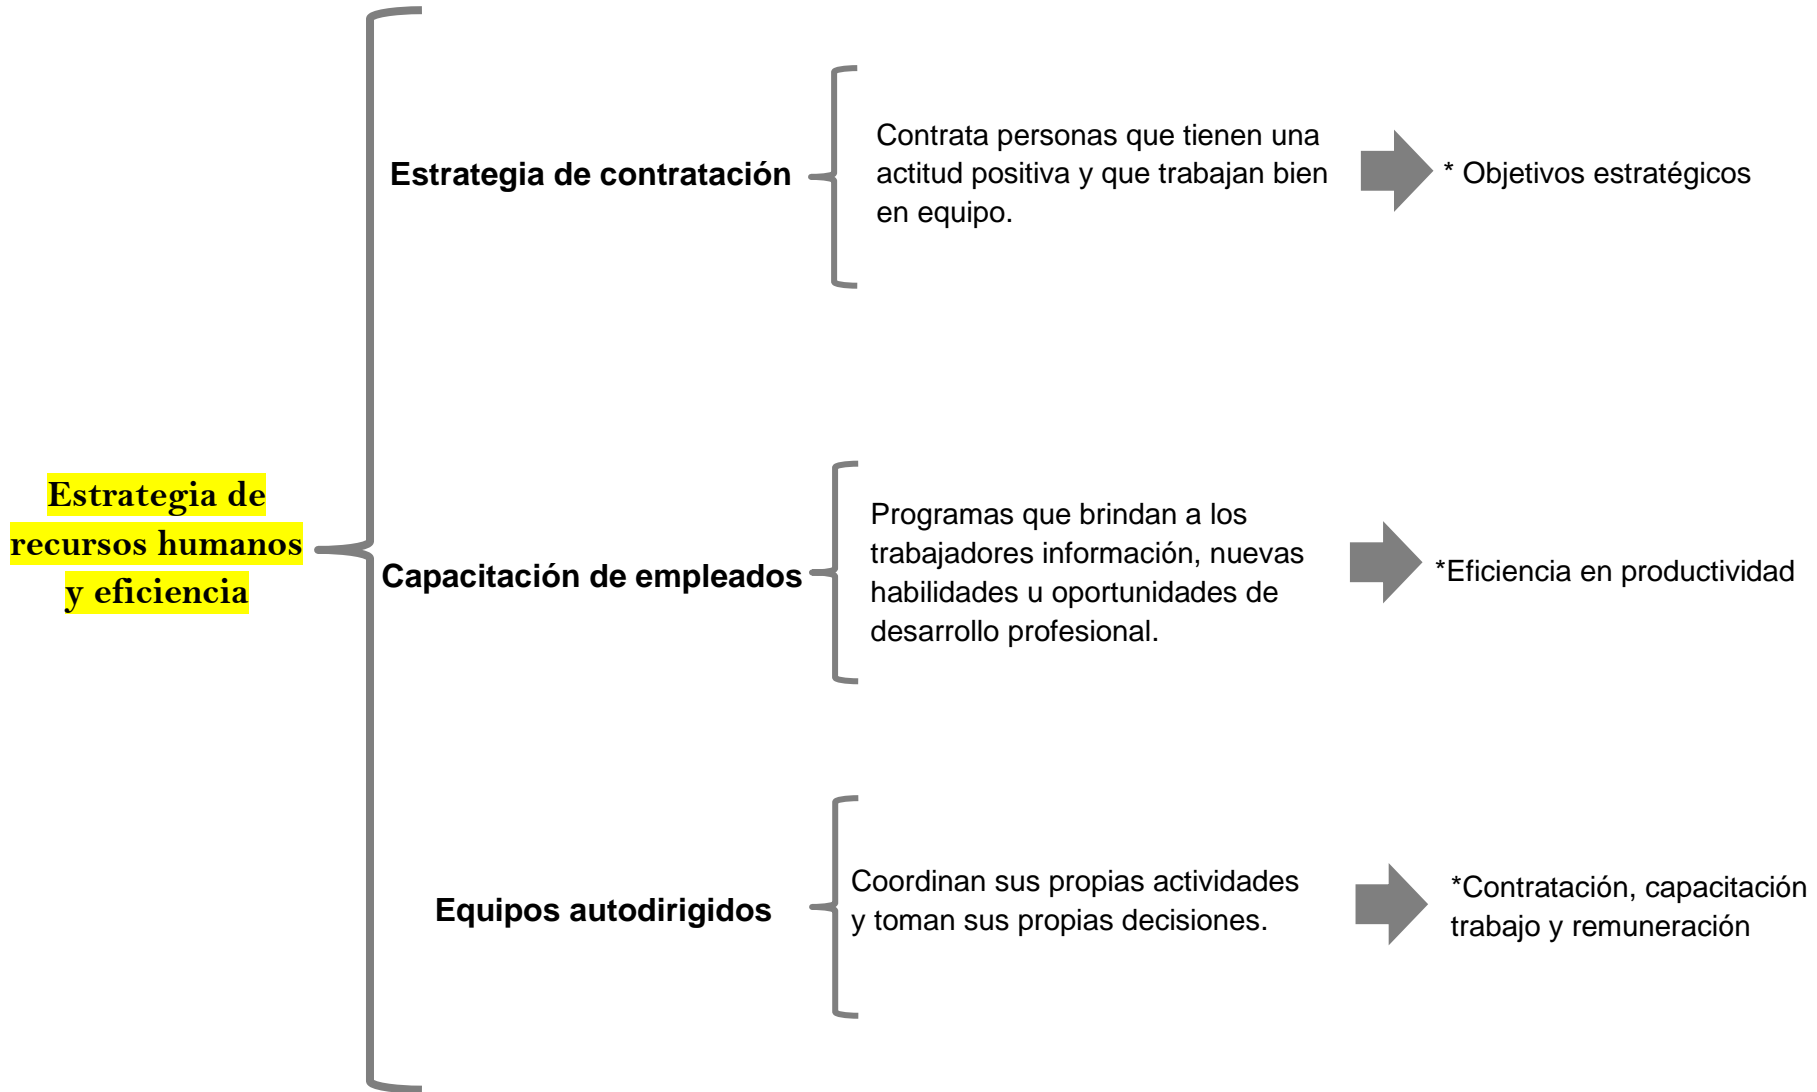 Estrategia de
recursos humanos
y eficiencia
Estrategia de contratación
Contrata personas que tienen una
actitud positiva y que trabajan bien
en equipo.
* Objetivos estratégicos
Capacitación de empleados
Programas que brindan a los
trabajadores información, nuevas
habilidades u oportunidades de
desarrollo profesional.
*Eficiencia en productividad
Equipos autodirigidos
Coordinan sus propias actividades
y toman sus propias decisiones.
*Contratación, capacitación
trabajo y remuneración